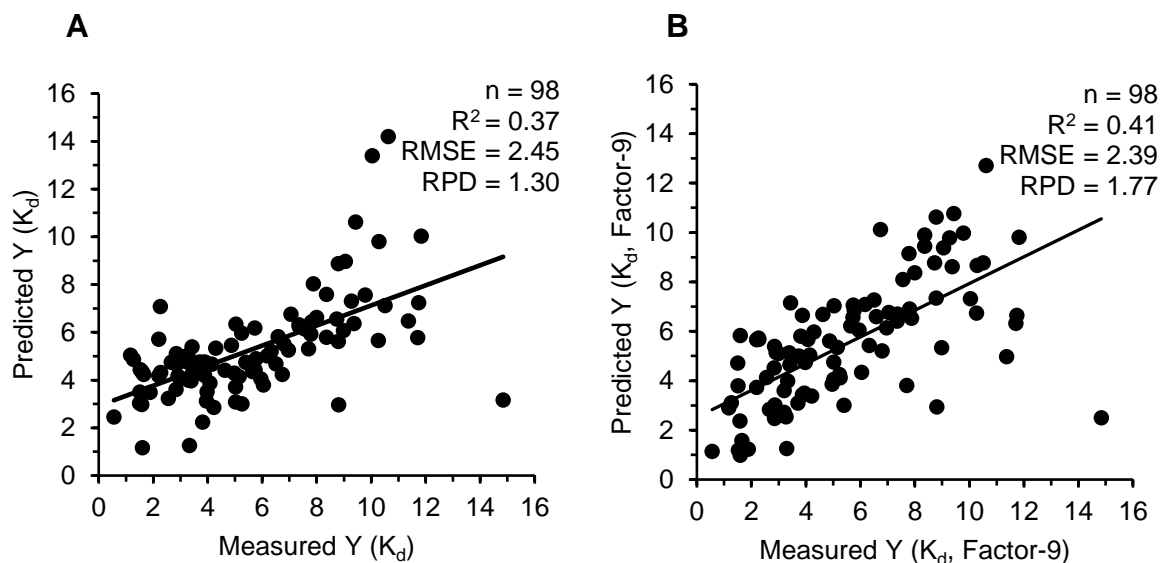 A
n = 98
R² = 0.37
RMSE = 2.45
RPD = 1.30
16
14
12
10
8
6
4
2
0
Predicted Y (Kd)
0 2 4 6 8 10 12 14 16
Measured Y (Kd)
B
n = 98
R² = 0.41
RMSE = 2.39
RPD = 1.77
16
14
12
10
8
6
4
2
0
Predicted Y (Kd, Factor-9)
0 2 4 6 8 10 12 14 16
Measured Y (Kd, Factor-9)